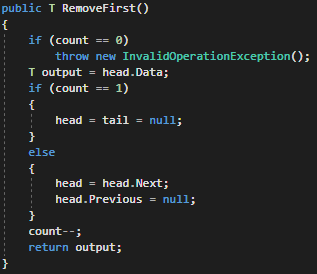 public T RemoveFirst()
{
    if (count == 0)
        throw new InvalidOperationException();
    T output = head.Data;
    if (count == 1)
    {
        head = tail = null;
    }
    else
    {
        head = head.Next;
        head.Previous = null;
    }
    count--;
    return output;
}